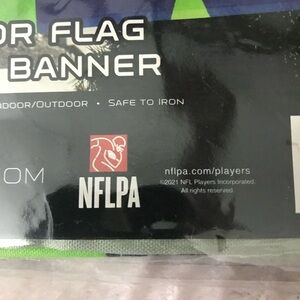 OR FLAG
BANNER
DOOR/OUTDOOR • SAFE TO IRON
OM
NFLPA
nflpa.com/players
©2021 NFL Players Incorporated.
All rights reserved.